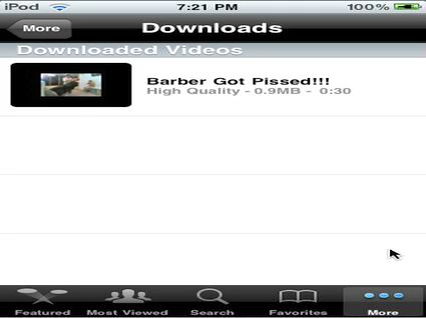 iPod 7:21 PM 100%
More Downloads
Downloaded Videos
Barber Got Pissed!!!
High Quality - 0.9MB - 0:30
Featured Most Viewed Search Favorites More